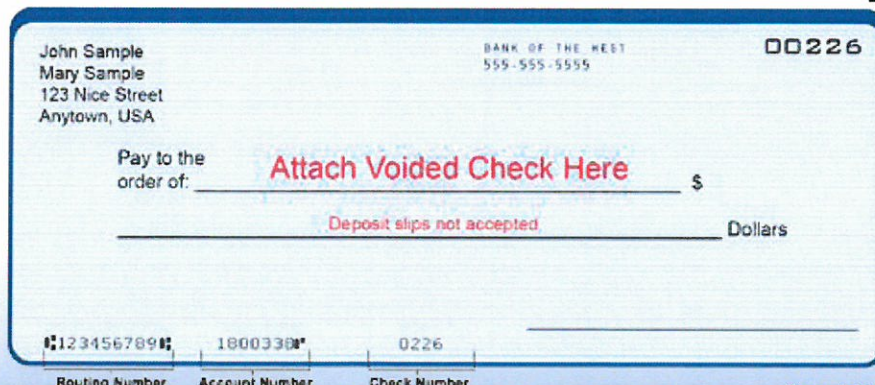 John Sample
Mary Sample
123 Nice Street
Anytown, USA
BANK OF THE WEST
555-555-5555
00226
Pay to the
order of:
Attach Voided Check Here
$
Deposit slips not accepted
Dollars
⑆123456789⑆ 1800338⑈ 0226
Routing Number Account Number Check Number